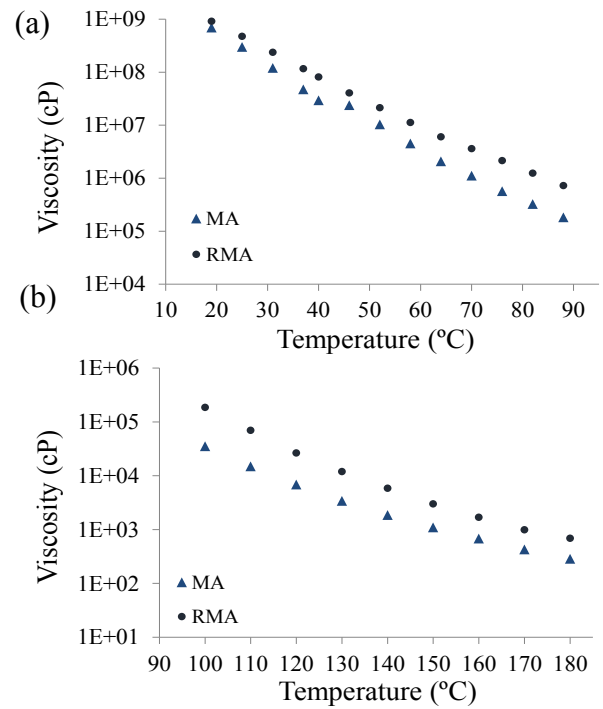 (a)
1E+09
1E+08
1E+07
1E+06
1E+05
1E+04
Viscosity (cP)
MA
RMA
10 20 30 40 50 60 70 80 90
Temperature (ºC)
(b)
1E+06
1E+05
1E+04
1E+03
1E+02
1E+01
Viscosity (cP)
MA
RMA
90 100 110 120 130 140 150 160 170 180
Temperature (ºC)